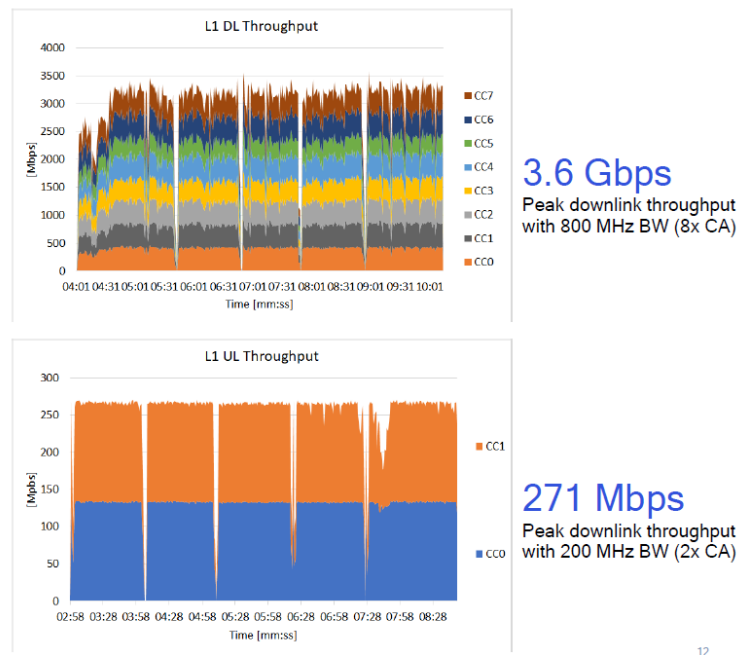 L1 DL Throughput
4000
3500
3000
2500
2000
1500
1000
500
0
[Mbps]
04:01 04:31 05:01 05:31 06:01 06:31 07:01 07:31 08:01 08:31 09:01 09:31 10:01
Time [mm:ss]
CC7
CC6
CC5
CC4
CC3
CC2
CC1
CC0
3.6 Gbps
Peak downlink throughput
with 800 MHz BW (8x CA)
L1 UL Throughput
300
250
200
150
100
50
0
[Mpbs]
02:58 03:28 03:58 04:28 04:58 05:28 05:58 06:28 06:58 07:28 07:58 08:28
Time [mm:ss]
CC1
CC0
271 Mbps
Peak downlink throughput
with 200 MHz BW (2x CA)
12